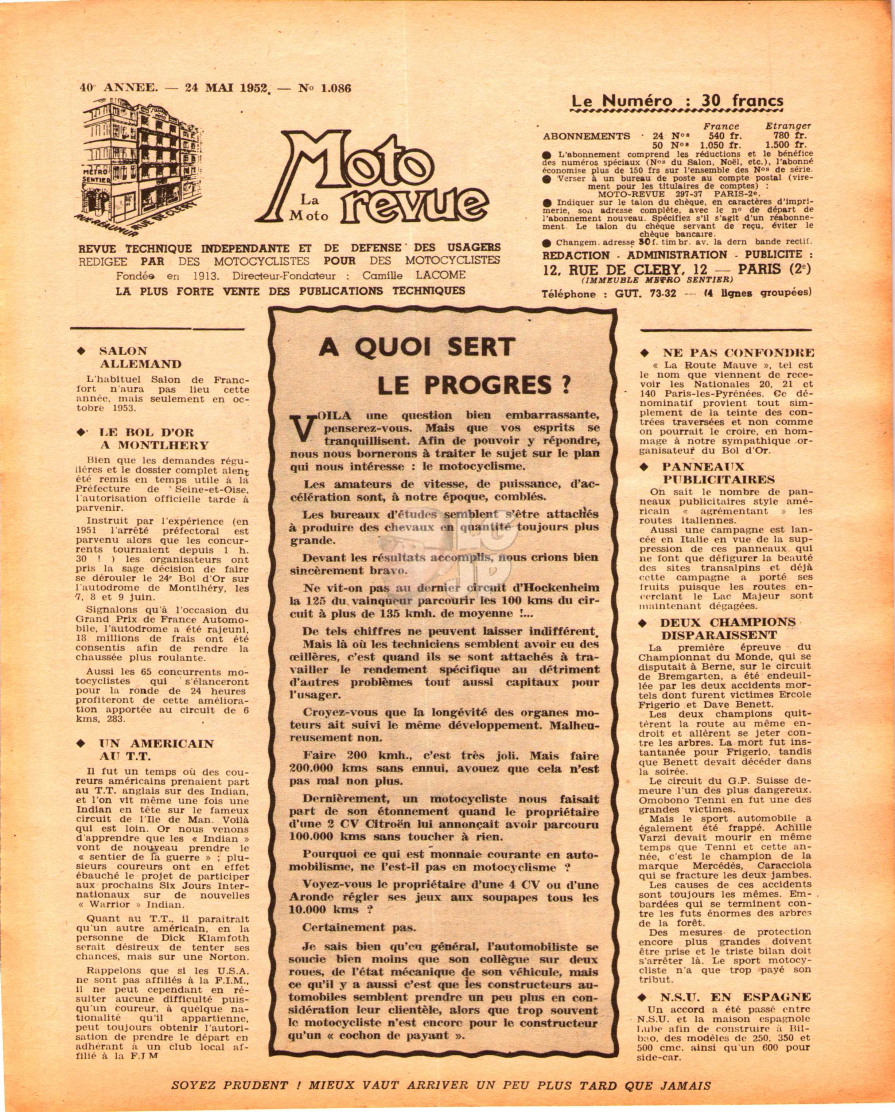 40e ANNEE. — 24 MAI 1952. — No 1.086
METRO
SENTIER
RUE REAUMUR
RUE DE CLERY
Moto
La
Moto
revue
REVUE TECHNIQUE INDEPENDANTE ET DE DEFENSE DES USAGERS
REDIGEE PAR DES MOTOCYCLISTES POUR DES MOTOCYCLISTES
Fondée en 1913. Directeur-Fondateur : Camille LACOME
LA PLUS FORTE VENTE DES PUBLICATIONS TECHNIQUES
Le Numéro : 30 francs
France Etranger
ABONNEMENTS 24 Nos 540 fr. 780 fr.
50 Nos 1.050 fr. 1.500 fr.
● L'abonnement comprend les réductions et le bénéfice
des numéros spéciaux (Nos du Salon, Noël, etc.), l'abonné
économise plus de 150 frs sur l'ensemble des Nos de série.
● Verser à un bureau de poste au compte postal (vire-
ment pour les titulaires de comptes) :
MOTO-REVUE 297-37 PARIS-2e.
● Indiquer sur le talon du chèque, en caractères d'impri-
merie, son adresse complète, avec le no de départ de
l'abonnement nouveau. Spécifiez s'il s'agit d'un réabonne-
ment. Le talon du chèque servant de reçu, éviter le
chèque bancaire.
● Changem. adresse 30 f. timbr. av. la dern bande rectif.
REDACTION - ADMINISTRATION - PUBLICITE :
12, RUE DE CLERY, 12 — PARIS (2e)
(IMMEUBLE METRO SENTIER)
Téléphone : GUT. 73-32 — (4 lignes groupées)
◆ SALON
ALLEMAND
L'habituel Salon de Franc-
fort n'aura pas lieu cette
année, mais seulement en oc-
tobre 1953.
◆ LE BOL D'OR
A MONTLHERY
Bien que les demandes régu-
lières et le dossier complet aient
été remis en temps utile à la
Préfecture de Seine-et-Oise,
l'autorisation officielle tarde à
parvenir.
Instruit par l'expérience (en
1951 l'arrêté préfectoral est
parvenu alors que les concur-
rents tournaient depuis 1 h.
30 ! ) les organisateurs ont
pris la sage décision de faire
se dérouler le 24e Bol d'Or sur
l'autodrome de Montlhéry, les
7, 8 et 9 juin.
Signalons qu'à l'occasion du
Grand Prix de France Automo-
bile, l'autodrome a été rajeuni,
18 millions de frais ont été
consentis afin de rendre la
chaussée plus roulante.
Aussi les 65 concurrents mo-
tocyclistes qui s'élanceront
pour la ronde de 24 heures
profiteront de cette améliora-
tion apportée au circuit de 6
kms, 283.
◆ UN AMERICAIN
AU T.T.
Il fut un temps où des cou-
reurs américains prenaient part
au T.T. anglais sur des Indian,
et l'on vit même une fois une
Indian en tête sur le fameux
circuit de l'Ile de Man. Voilà
qui est loin. Or nous venons
d'apprendre que les « Indian »
vont de nouveau prendre le
« sentier de la guerre » ; plu-
sieurs coureurs ont en effet
ébauché le projet de participer
aux prochains Six Jours Inter-
nationaux sur de nouvelles
« Warrior » Indian.
Quant au T.T., il paraitrait
qu'un autre américain, en la
personne de Dick Klamfoth
serait désireux de tenter ses
chances, mais sur une Norton.
Rappelons que si les U.S.A.
ne sont pas affiliés à la F.I.M.,
il ne peut cependant en ré-
sulter aucune difficulté puis-
qu'un coureur, à quelque na-
tionalité qu'il appartienne,
peut toujours obtenir l'autori-
sation de prendre le départ en
adhérant à un club local af-
filié à la F.I M
A QUOI SERT
LE PROGRES ?
VOILA une question bien embarrassante,
penserez-vous. Mais que vos esprits se
tranquillisent. Afin de pouvoir y répondre,
nous nous bornerons à traiter le sujet sur le plan
qui nous intéresse : le motocyclisme.
Les amateurs de vitesse, de puissance, d'ac-
célération sont, à notre époque, comblés.
Les bureaux d'études semblent s'être attachés
à produire des chevaux en quantité toujours plus
grande.
Devant les résultats accomplis, nous crions bien
sincèrement bravo.
Ne vit-on pas au dernier circuit d'Hockenheim
la 125 du vainqueur parcourir les 100 kms du cir-
cuit à plus de 135 kmh. de moyenne !...
De tels chiffres ne peuvent laisser indifférent.
Mais là où les techniciens semblent avoir eu des
œillères, c'est quand ils se sont attachés à tra-
vailler le rendement spécifique au détriment
d'autres problèmes tout aussi capitaux pour
l'usager.
Croyez-vous que la longévité des organes mo-
teurs ait suivi le même développement. Malheu-
reusement non.
Faire 200 kmh., c'est très joli. Mais faire
200.000 kms sans ennui, avouez que cela n'est
pas mal non plus.
Dernièrement, un motocycliste nous faisait
part de son étonnement quand le propriétaire
d'une 2 CV Citroën lui annonçait avoir parcouru
100.000 kms sans toucher à rien.
Pourquoi ce qui est monnaie courante en auto-
mobilisme, ne l'est-il pas en motocyclisme ?
Voyez-vous le propriétaire d'une 4 CV ou d'une
Aronde régler ses jeux aux soupapes tous les
10.000 kms ?
Certainement pas.
Je sais bien qu'en général, l'automobiliste se
soucie bien moins que son collègue sur deux
roues, de l'état mécanique de son véhicule, mais
ce qu'il y a aussi c'est que les constructeurs au-
tomobiles semblent prendre un peu plus en con-
sidération leur clientèle, alors que trop souvent
le motocycliste n'est encore pour le constructeur
qu'un « cochon de payant ».
◆ NE PAS CONFONDRE
« La Route Mauve », tel est
le nom que viennent de rece-
voir les Nationales 20, 21 et
140 Paris-les-Pyrénées. Ce dé-
nominatif provient tout sim-
plement de la teinte des con-
trées traversées et non comme
on pourrait le croire, en hom-
mage à notre sympathique or-
ganisateur du Bol d'Or.
◆ PANNEAUX
PUBLICITAIRES
On sait le nombre de pan-
neaux publicitaires style amé-
ricain « agrémentant » les
routes italiennes.
Aussi une campagne est lan-
cée en Italie en vue de la sup-
pression de ces panneaux qui
ne font que défigurer la beauté
des sites transalpins et déjà
cette campagne a porté ses
fruits puisque les routes en-
cerclant le Lac Majeur sont
maintenant dégagées.
◆ DEUX CHAMPIONS
DISPARAISSENT
La première épreuve du
Championnat du Monde, qui se
disputait à Berne, sur le circuit
de Bremgarten, a été endeuil-
lée par les deux accidents mor-
tels dont furent victimes Ercole
Frigerio et Dave Benett.
Les deux champions quit-
tèrent la route au même en-
droit et allèrent se jeter con-
tre les arbres. La mort fut ins-
tantanée pour Frigerio, tandis
que Benett devait décéder dans
la soirée.
Le circuit du G.P. Suisse de-
meure l'un des plus dangereux.
Omobono Tenni en fut une des
grandes victimes.
Mais le sport automobile a
également été frappé. Achille
Varzi devait mourir en même
temps que Tenni et cette an-
née, c'est le champion de la
marque Mercédés, Caracciola
qui se fracture les deux jambes.
Les causes de ces accidents
sont toujours les mêmes. Em-
bardées qui se terminent con-
tre les futs énormes des arbres
de la forêt.
Des mesures de protection
encore plus grandes doivent
être prise et le triste bilan doit
s'arrêter là. Le sport motocy-
cliste n'a que trop payé son
tribut.
◆ N.S.U. EN ESPAGNE
Un accord a été passé entre
N.S.U. et la maison espagnole
Lube afin de construire à Bil-
bao, des modèles de 250, 350 et
500 cmc. ainsi qu'un 600 pour
side-car.
SOYEZ PRUDENT ! MIEUX VAUT ARRIVER UN PEU PLUS TARD QUE JAMAIS